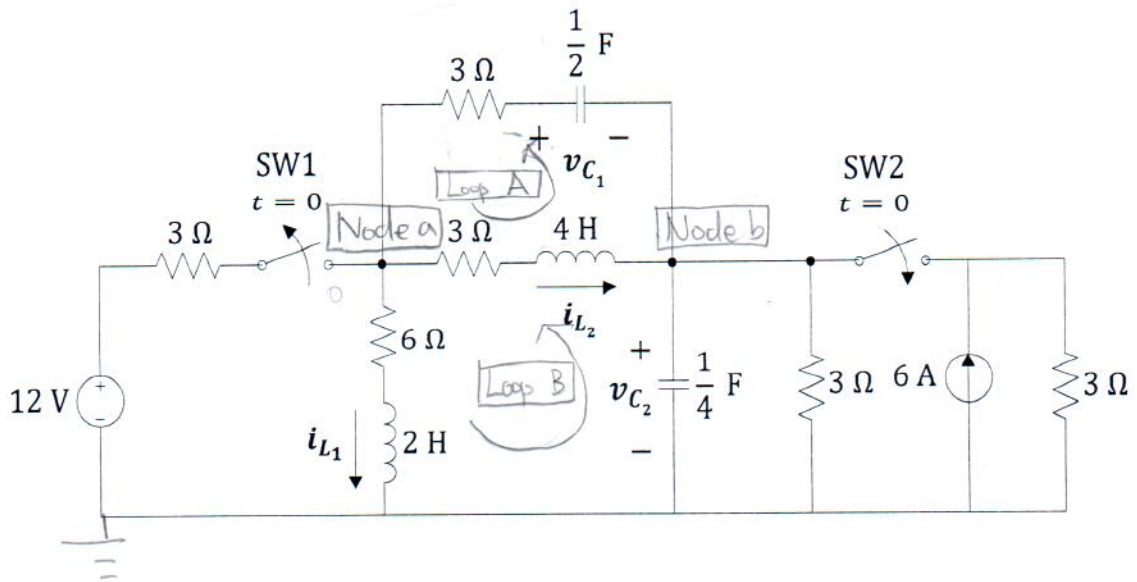 1/2 F
3 Ω
+ −
v_C1
Loop A
SW1
t = 0
SW2
t = 0
Node a
3 Ω
4 H
Node b
3 Ω
i_L2
6 Ω
Loop B
+
v_C2
−
1/4 F
3 Ω
6 A
3 Ω
12 V
+
−
i_L1
2 H